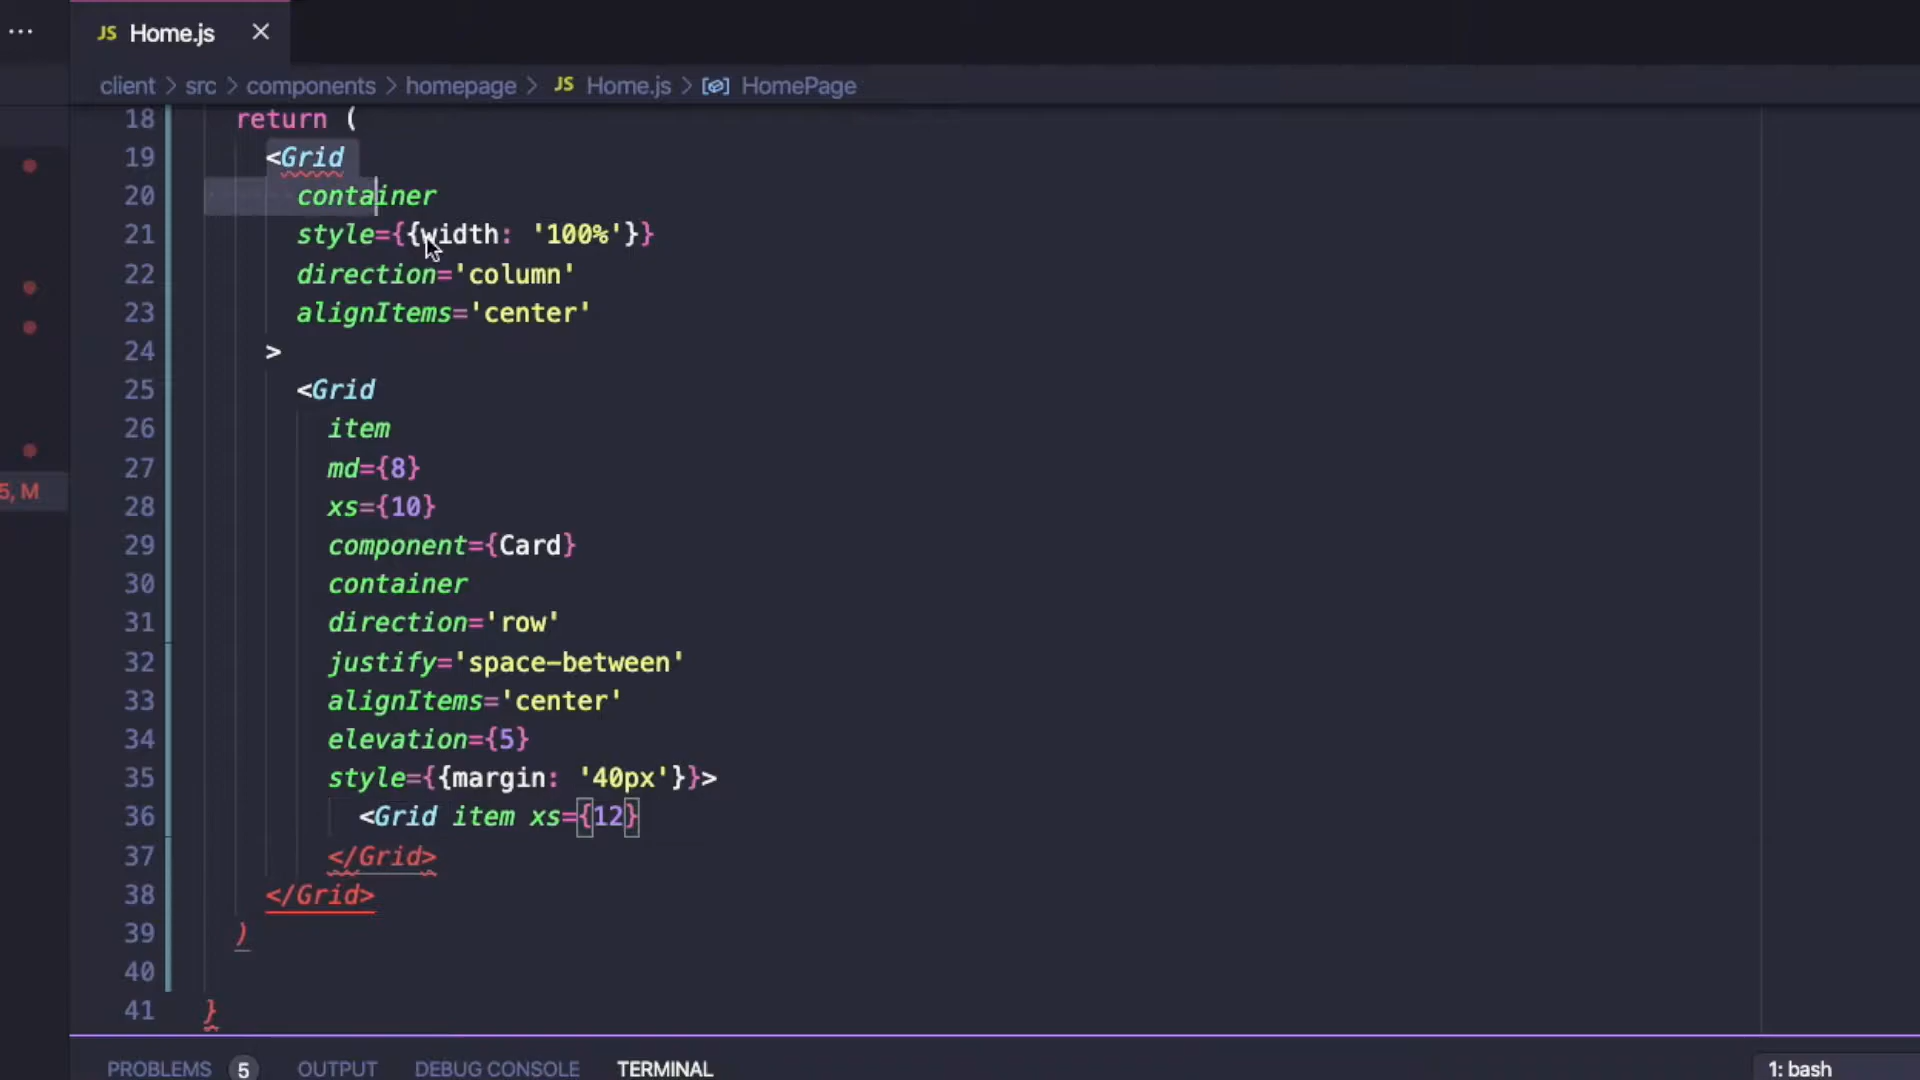 ... JS Home.js ×
client > src > components > homepage > JS Home.js > HomePage
18 return (
19 <Grid
20 container
21 style={{width: '100%'}}
22 direction='column'
23 alignItems='center'
24 >
25 <Grid
26 item
27 md={8}
28 xs={10}
29 component={Card}
30 container
31 direction='row'
32 justify='space-between'
33 alignItems='center'
34 elevation={5}
35 style={{margin: '40px'}}>
36 <Grid item xs={12}
37 </Grid>
38 </Grid>
39 )
40
41 }
5, M
PROBLEMS 5 OUTPUT DEBUG CONSOLE TERMINAL 1: bash